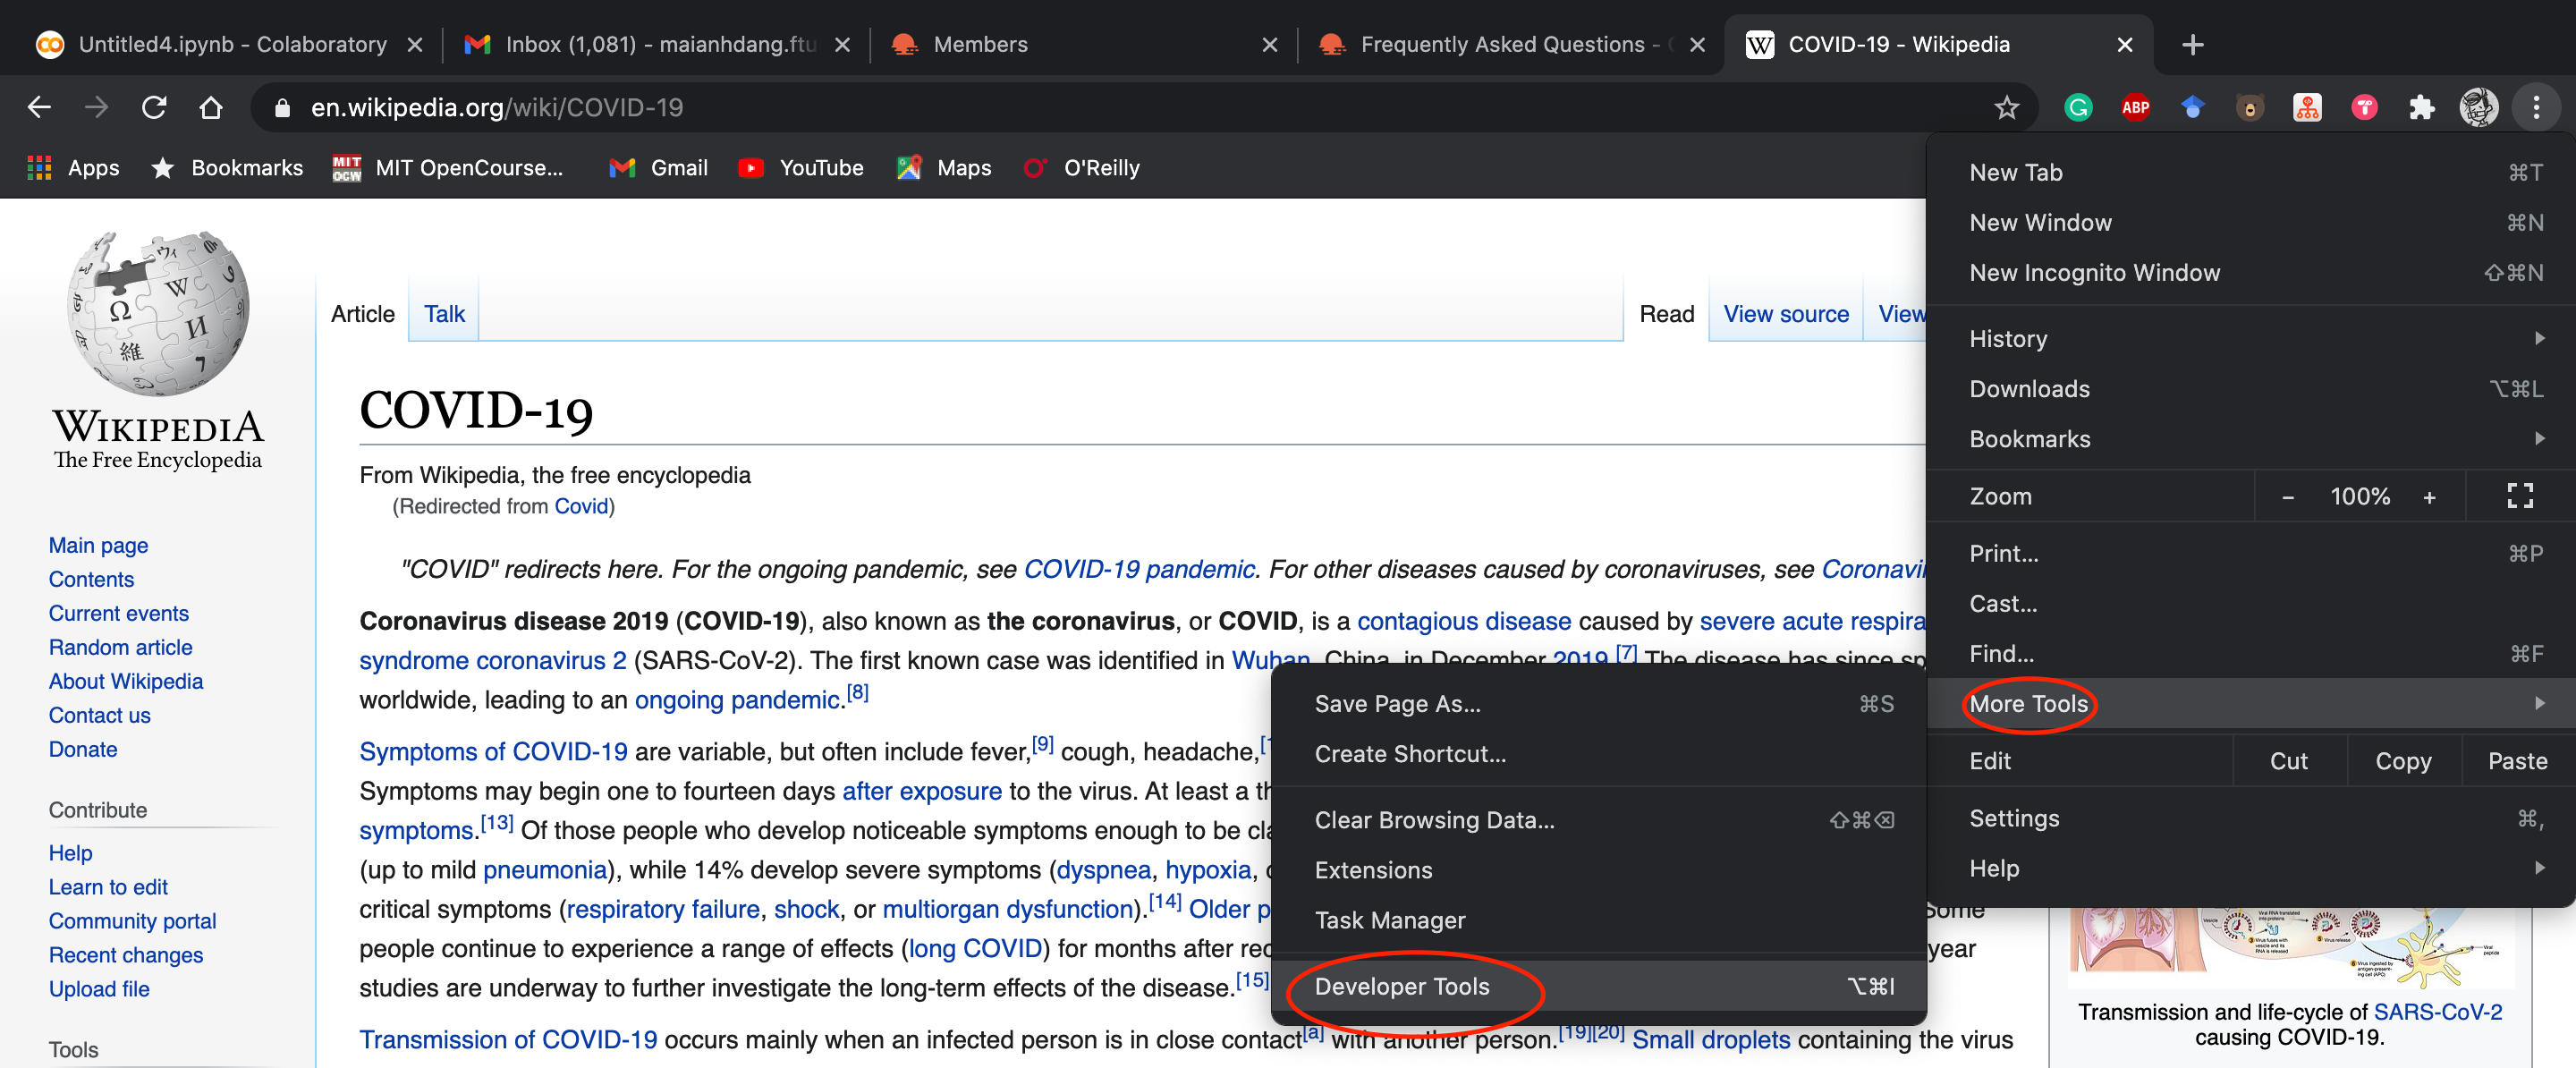 Untitled4.ipynb - Colaboratory
Inbox (1,081) - maianhdang.ftu
Members
Frequently Asked Questions -
COVID-19 - Wikipedia
en.wikipedia.org/wiki/COVID-19
ABP
Apps
Bookmarks
MIT OCW
MIT OpenCourse...
Gmail
YouTube
Maps
O'Reilly
New Tab ⌘T
New Window ⌘N
New Incognito Window ⇧⌘N
History
Downloads ⌥⌘L
Bookmarks
Zoom - 100% +
Print... ⌘P
Cast...
Find... ⌘F
More Tools
Edit Cut Copy Paste
Settings ⌘,
Help
Save Page As... ⌘S
Create Shortcut...
Clear Browsing Data... ⇧⌘⌫
Extensions
Task Manager
Developer Tools ⌥⌘I
WIKIPEDIA
The Free Encyclopedia
Main page
Contents
Current events
Random article
About Wikipedia
Contact us
Donate
Contribute
Help
Learn to edit
Community portal
Recent changes
Upload file
Tools
Article Talk Read View source View
COVID-19
From Wikipedia, the free encyclopedia
(Redirected from Covid)
"COVID" redirects here. For the ongoing pandemic, see COVID-19 pandemic. For other diseases caused by coronaviruses, see
Coronavirus disease 2019 (COVID-19), also known as the coronavirus, or COVID, is a contagious disease caused by severe acute respira
syndrome coronavirus 2 (SARS-CoV-2). The first known case was identified in Wuhan, China, in December 2019.[7] The disease has since sp
worldwide, leading to an ongoing pandemic.[8]
Symptoms of COVID-19 are variable, but often include fever,[9] cough, headache,
Symptoms may begin one to fourteen days after exposure to the virus. At least a th
symptoms.[13] Of those people who develop noticeable symptoms enough to be cla
(up to mild pneumonia), while 14% develop severe symptoms (dyspnea, hypoxia,
critical symptoms (respiratory failure, shock, or multiorgan dysfunction).[14] Older p Some
people continue to experience a range of effects (long COVID) for months after rec year
studies are underway to further investigate the long-term effects of the disease.[15]
Transmission of COVID-19 occurs mainly when an infected person is in close contact[a] with another person.[19][20] Small droplets containing the virus
Transmission and life-cycle of SARS-CoV-2
causing COVID-19.